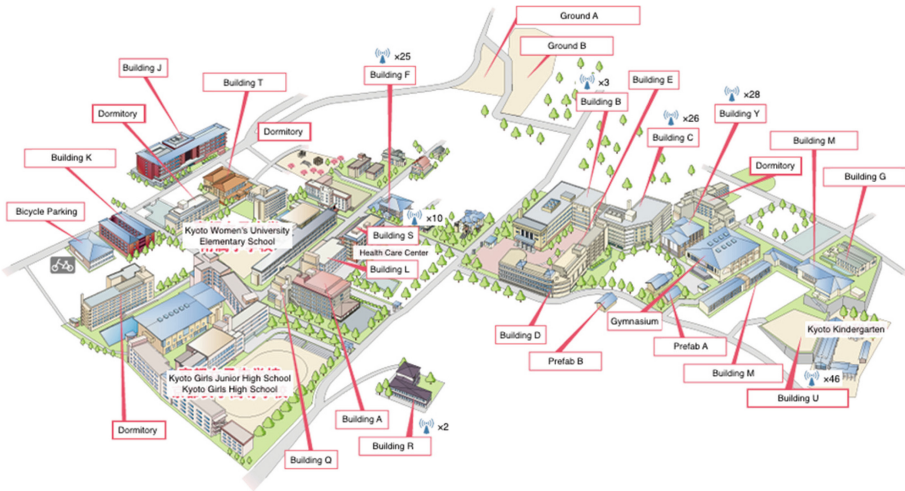 Ground A
Ground B
×25
Building F
Building J
Building T
×3
Building B
Building E
×28
Building Y
Dormitory
Dormitory
×26
Building C
Building M
Building K
Dormitory
Building G
Bicycle Parking
Kyoto Women's University
Elementary School
×10
Building S
Health Care Center
Building L
Gymnasium
Kyoto Kindergarten
Building D
Prefab A
Prefab B
Building M
Kyoto Girls Junior High School
Kyoto Girls High School
×46
Building U
Dormitory
Building A
×2
Building R
Building Q